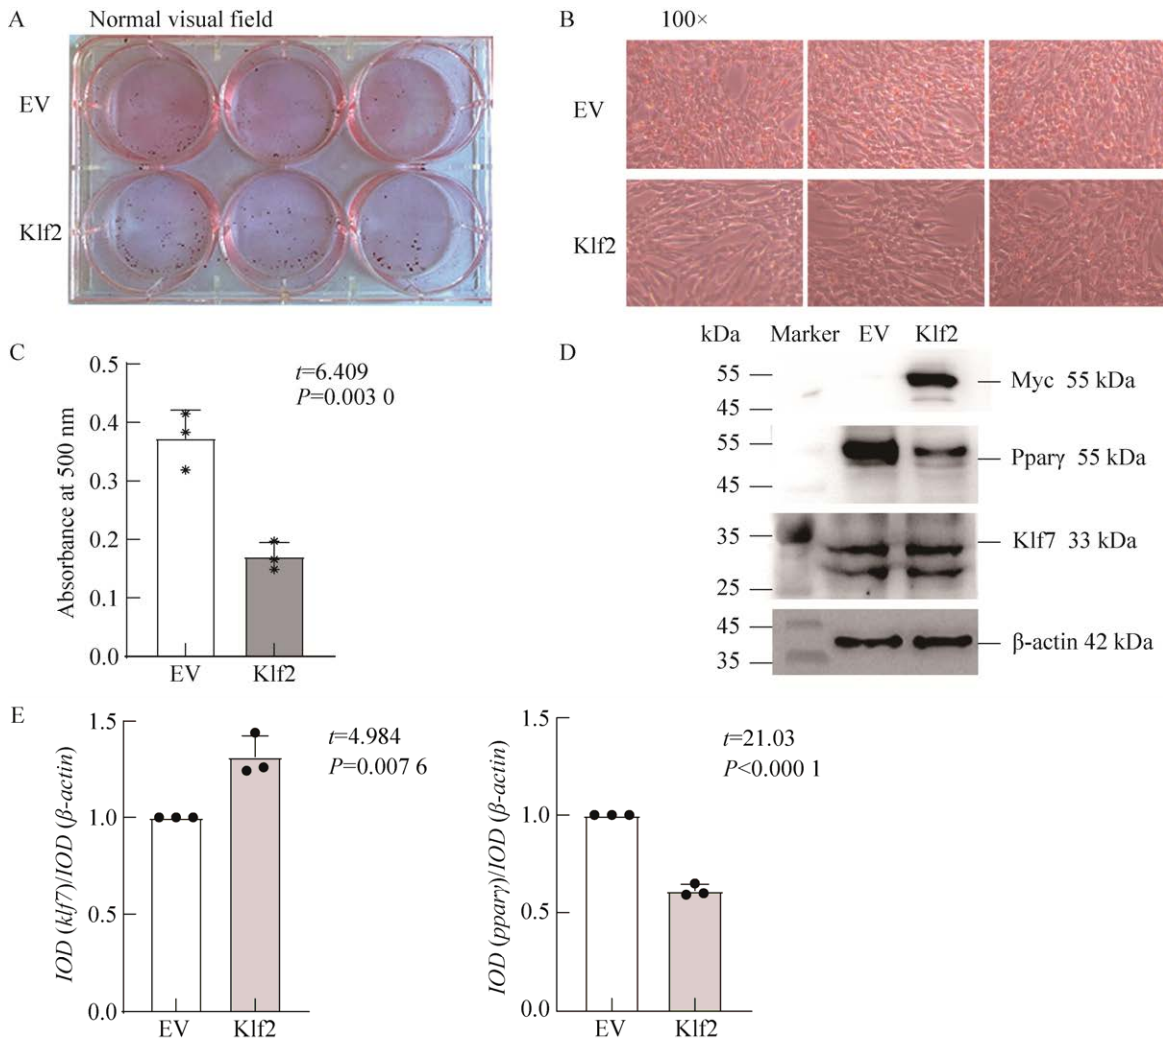 A
Normal visual field
EV
Klf2
B
100×
EV
Klf2
C
Absorbance at 500 nm
0.5
0.4
0.3
0.2
0.1
0.0
t=6.409
P=0.003 0
EV
Klf2
D
kDa
Marker
EV
Klf2
55
45
Myc 55 kDa
55
45
Pparγ 55 kDa
35
25
Klf7 33 kDa
45
35
β-actin 42 kDa
E
IOD (klf7)/IOD (β-actin)
1.5
1.0
0.5
0.0
t=4.984
P=0.007 6
EV
Klf2
IOD (pparγ)/IOD (β-actin)
1.5
1.0
0.5
0.0
t=21.03
P<0.000 1
EV
Klf2